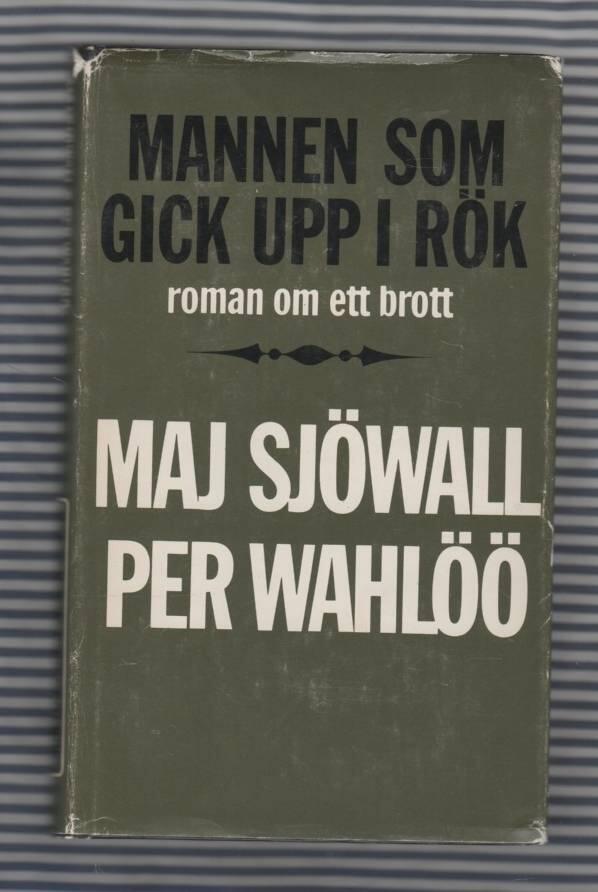 MANNEN SOM
GICK UPP I RÖK
roman om ett brott
MAJ SJÖWALL
PER WAHLÖÖ